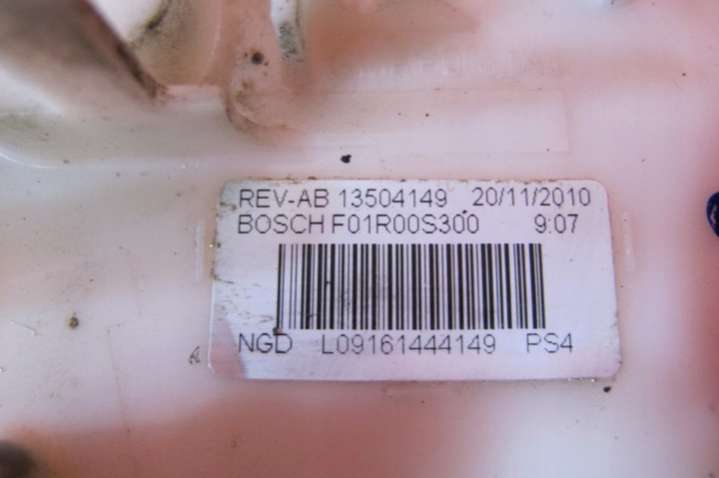 REV-AB 13504149 20/11/2010
BOSCH F01R00S300 9:07
NGD L09161444149 PS4